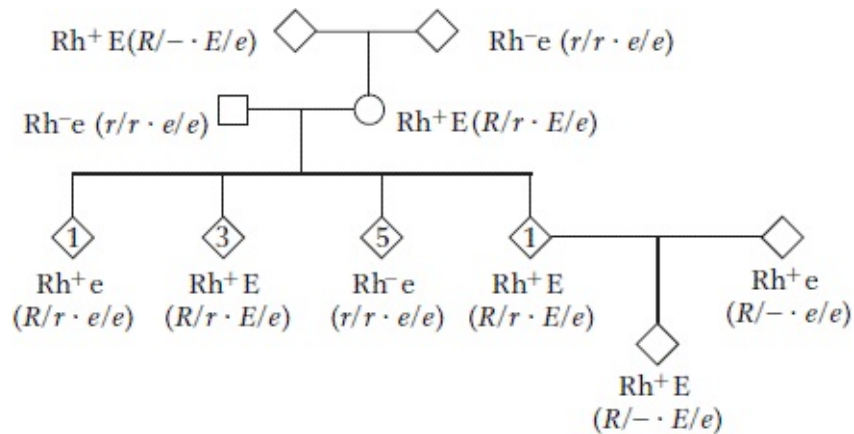 Rh⁺ E(R/– · E/e)
Rh⁻e (r/r · e/e)
Rh⁻e (r/r · e/e)
Rh⁺E(R/r · E/e)
1
3
5
1
Rh⁺ e
(R/r · e/e)
Rh⁺ E
(R/r · E/e)
Rh⁻ e
(r/r · e/e)
Rh⁺ E
(R/r · E/e)
Rh⁺ e
(R/– · e/e)
Rh⁺ E
(R/– · E/e)